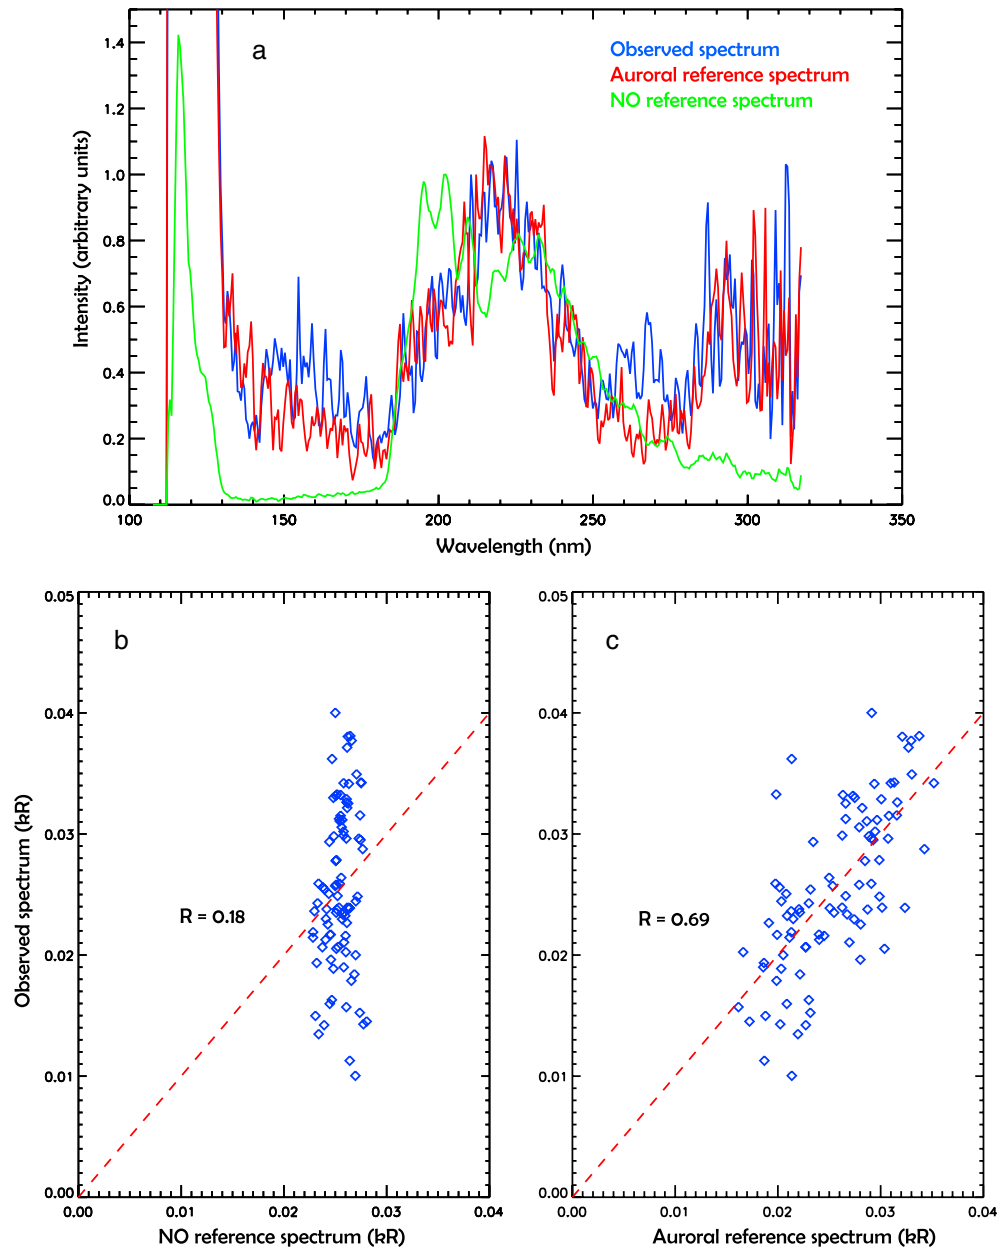 a
Observed spectrum
Auroral reference spectrum
NO reference spectrum
1.4
1.2
1.0
0.8
0.6
0.4
0.2
0.0
Intensity (arbitrary units)
100 150 200 250 300 350
Wavelength (nm)
b
0.05
0.04
0.03
0.02
0.01
0.00
Observed spectrum (kR)
R = 0.18
0.00 0.01 0.02 0.03 0.04
NO reference spectrum (kR)
c
0.05
0.04
0.03
0.02
0.01
0.00
R = 0.69
0.00 0.01 0.02 0.03 0.04
Auroral reference spectrum (kR)